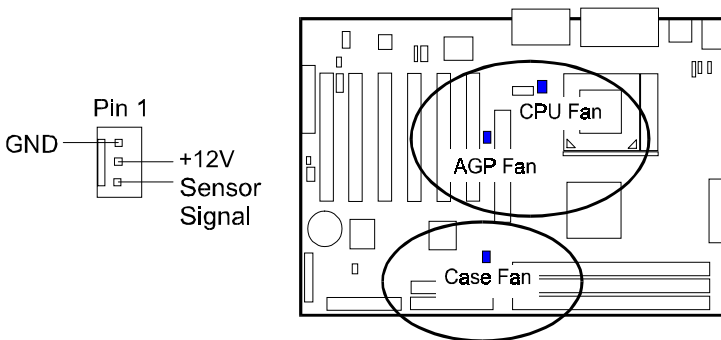 Pin 1
GND
+12V
Sensor
Signal
CPU Fan
AGP Fan
Case Fan